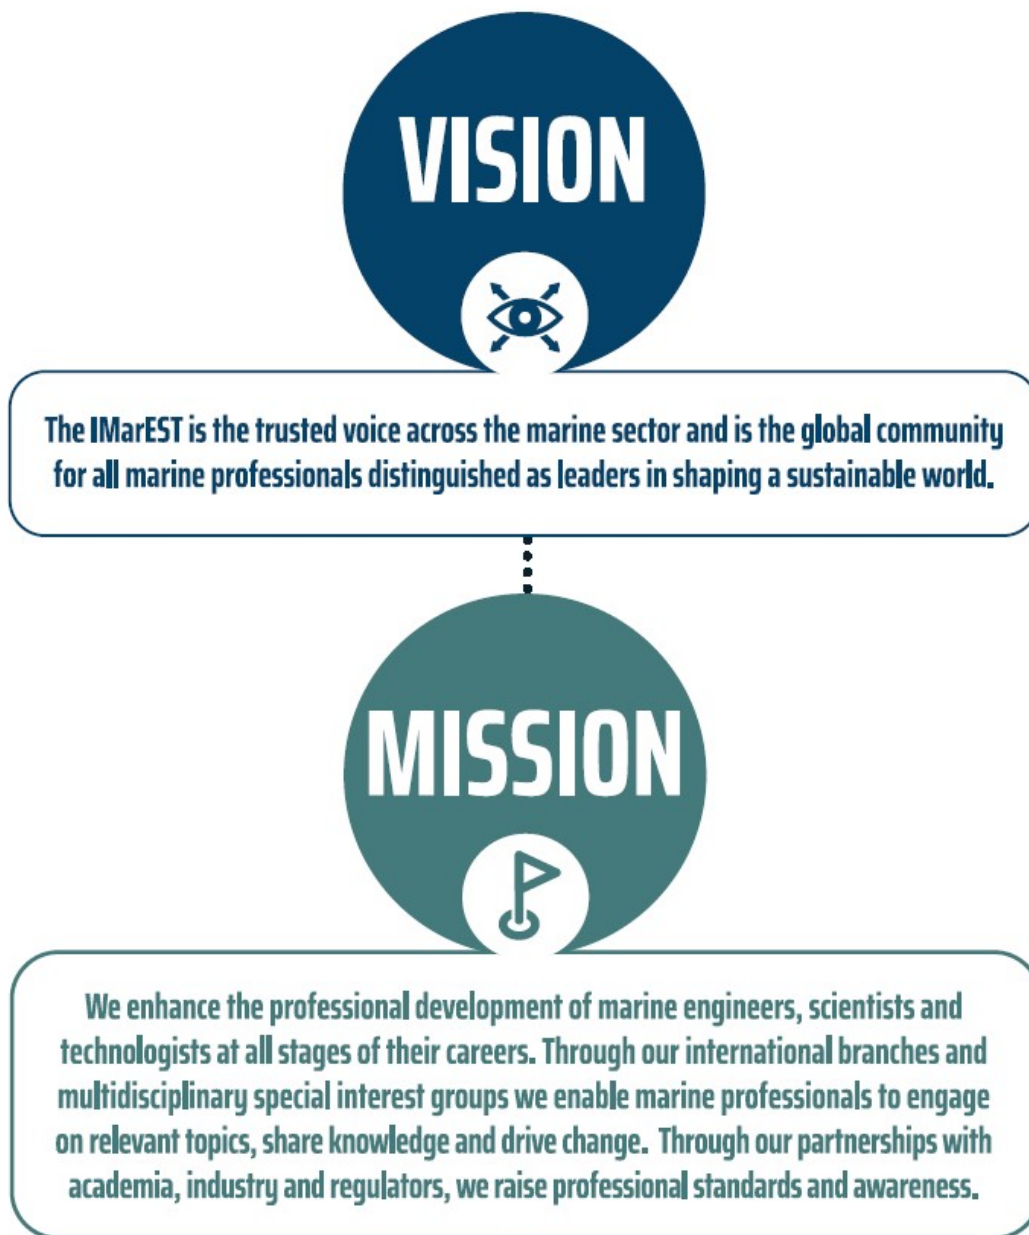 VISION
The IMarEST is the trusted voice across the marine sector and is the global community
for all marine professionals distinguished as leaders in shaping a sustainable world.
MISSION
We enhance the professional development of marine engineers, scientists and
technologists at all stages of their careers. Through our international branches and
multidisciplinary special interest groups we enable marine professionals to engage
on relevant topics, share knowledge and drive change. Through our partnerships with
academia, industry and regulators, we raise professional standards and awareness.